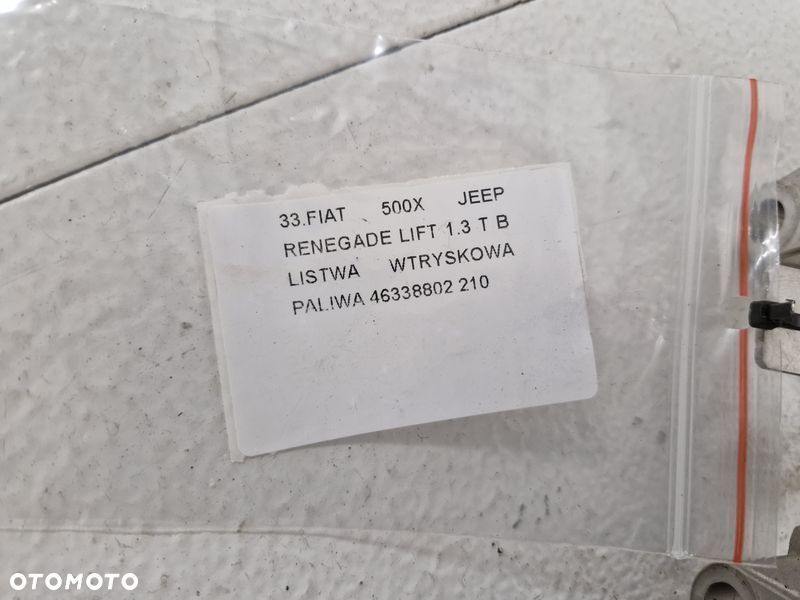 33.FIAT 500X JEEP
RENEGADE LIFT 1.3 T B
LISTWA WTRYSKOWA
PALIWA 46338802 210
OTOMOTO